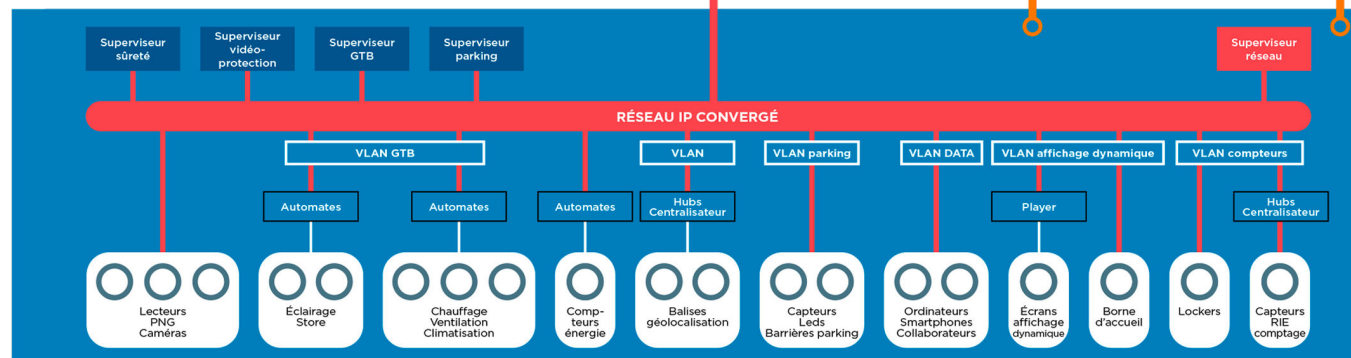 Superviseur
sûreté
Superviseur
vidéo-
protection
Superviseur
GTB
Superviseur
parking
Superviseur
réseau
RÉSEAU IP CONVERGÉ
VLAN GTB
VLAN
VLAN parking
VLAN DATA
VLAN affichage dynamique
VLAN compteurs
Automates
Automates
Automates
Hubs
Centralisateur
Player
Hubs
Centralisateur
Lecteurs
PNG
Caméras
Éclairage
Store
Chauffage
Ventilation
Climatisation
Comp-
teurs
énergie
Balises
géolocalisation
Capteurs
Leds
Barrières parking
Ordinateurs
Smartphones
Collaborateurs
Écrans
affichage
dynamique
Borne
d'accueil
Lockers
Capteurs
RIE
comptage